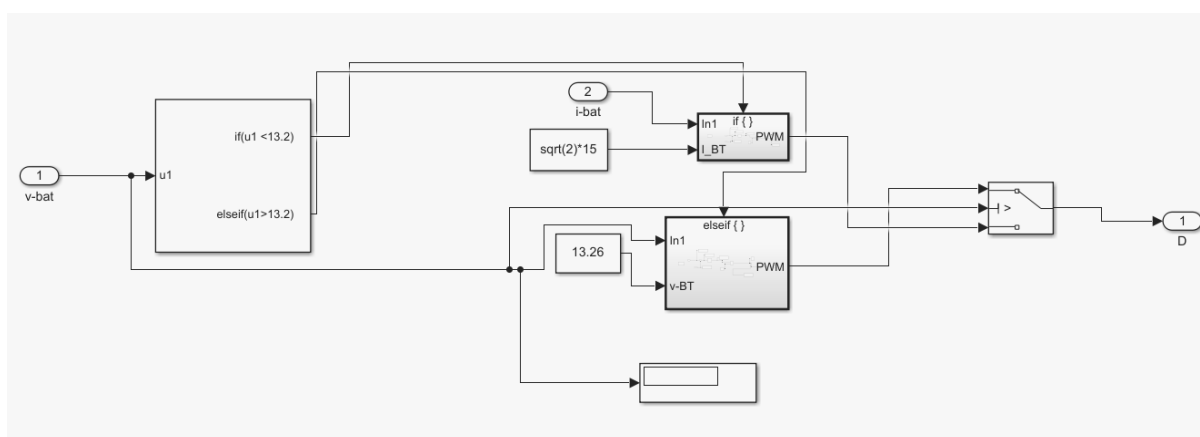 2
i-bat
if { }
In1
PWM
I_BT
sqrt(2)*15
if(u1 <13.2)
u1
elseif(u1>13.2)
1
v-bat
>
1
D
elseif { }
In1
13.26
PWM
v-BT